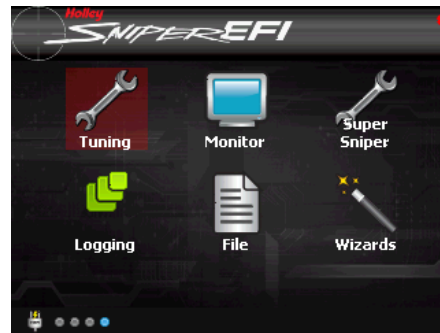 Holley
SNIPER EFI
Tuning
Monitor
Super
Sniper
Logging
File
Wizards